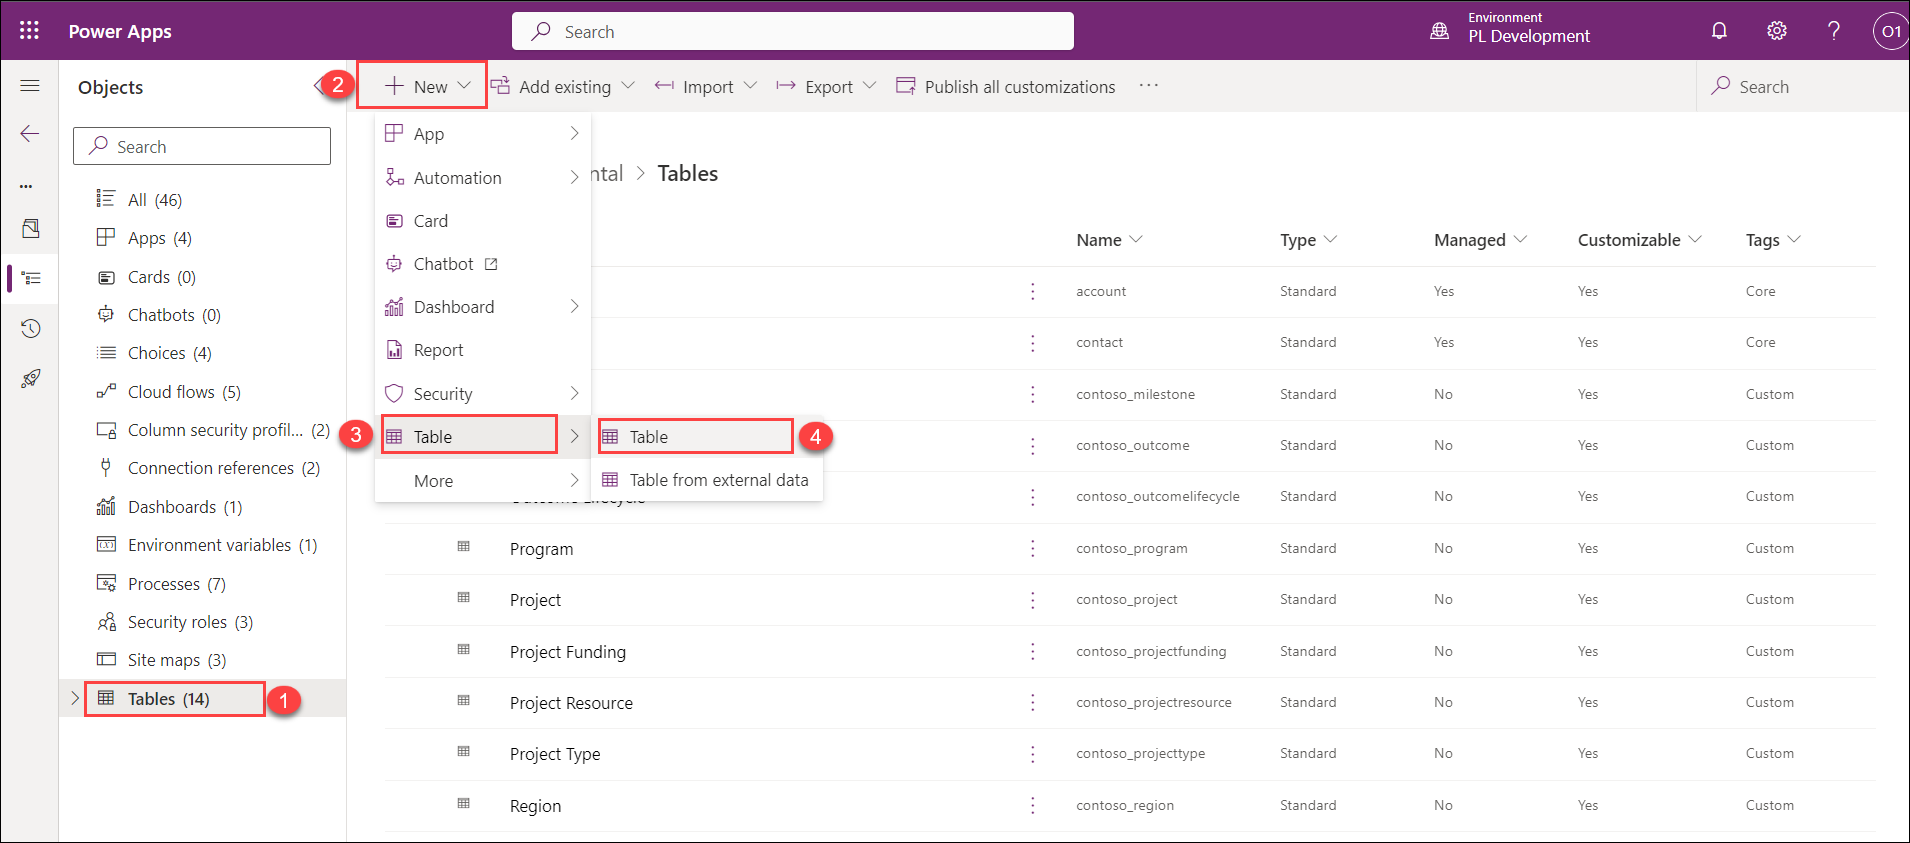 Power Apps
Search
Environment
PL Development
?
O1
Objects
2
New
Add existing
Import
Export
Publish all customizations
...
Search
Search
...
All (46)
Apps (4)
Cards (0)
Chatbots (0)
Choices (4)
Cloud flows (5)
Column security profil... (2)
Connection references (2)
Dashboards (1)
Environment variables (1)
Processes (7)
Security roles (3)
Site maps (3)
Tables (14)
1
App
Automation
Card
Chatbot
Dashboard
Report
Security
3
Table
More
Table
4
Table from external data
ntal > Tables
Name Type Managed Customizable Tags
account Standard Yes Yes Core
contact Standard Yes Yes Core
contoso_milestone Standard No Yes Custom
contoso_outcome Standard No Yes Custom
Outcome Lifecycle contoso_outcomelifecycle Standard No Yes Custom
Program contoso_program Standard No Yes Custom
Project contoso_project Standard No Yes Custom
Project Funding contoso_projectfunding Standard No Yes Custom
Project Resource contoso_projectresource Standard No Yes Custom
Project Type contoso_projecttype Standard No Yes Custom
Region contoso_region Standard No Yes Custom